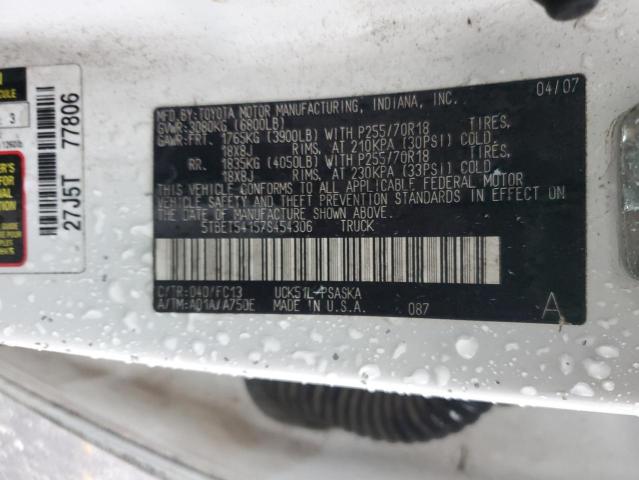 04/07
MFD.BY:TOYOTA MOTOR MANUFACTURING, INDIANA, INC.
GVWR: 3080KG (6800LB)
GAWR:FRT. 1765KG (3900LB) WITH P255/70R18 TIRES,
18X8J RIMS, AT 210KPA (30PSI) COLD
RR. 1835KG (4050LB) WITH P255/70R18 TIRES,
18X8J RIMS, AT 230KPA (33PSI) COLD
THIS VEHICLE CONFORMS TO ALL APPLICABLE FEDERAL MOTOR
VEHICLE SAFETY AND THEFT PREVENTION STANDARDS IN EFFECT ON
THE DATE OF MANUFACTURE SHOWN ABOVE.
5TBET54157S454306 TRUCK
C/TR:040/FC13 UCK51L-PSASKA
A/TM:A01A/A750E MADE IN U.S.A. 087 A
27J5T 77806
3